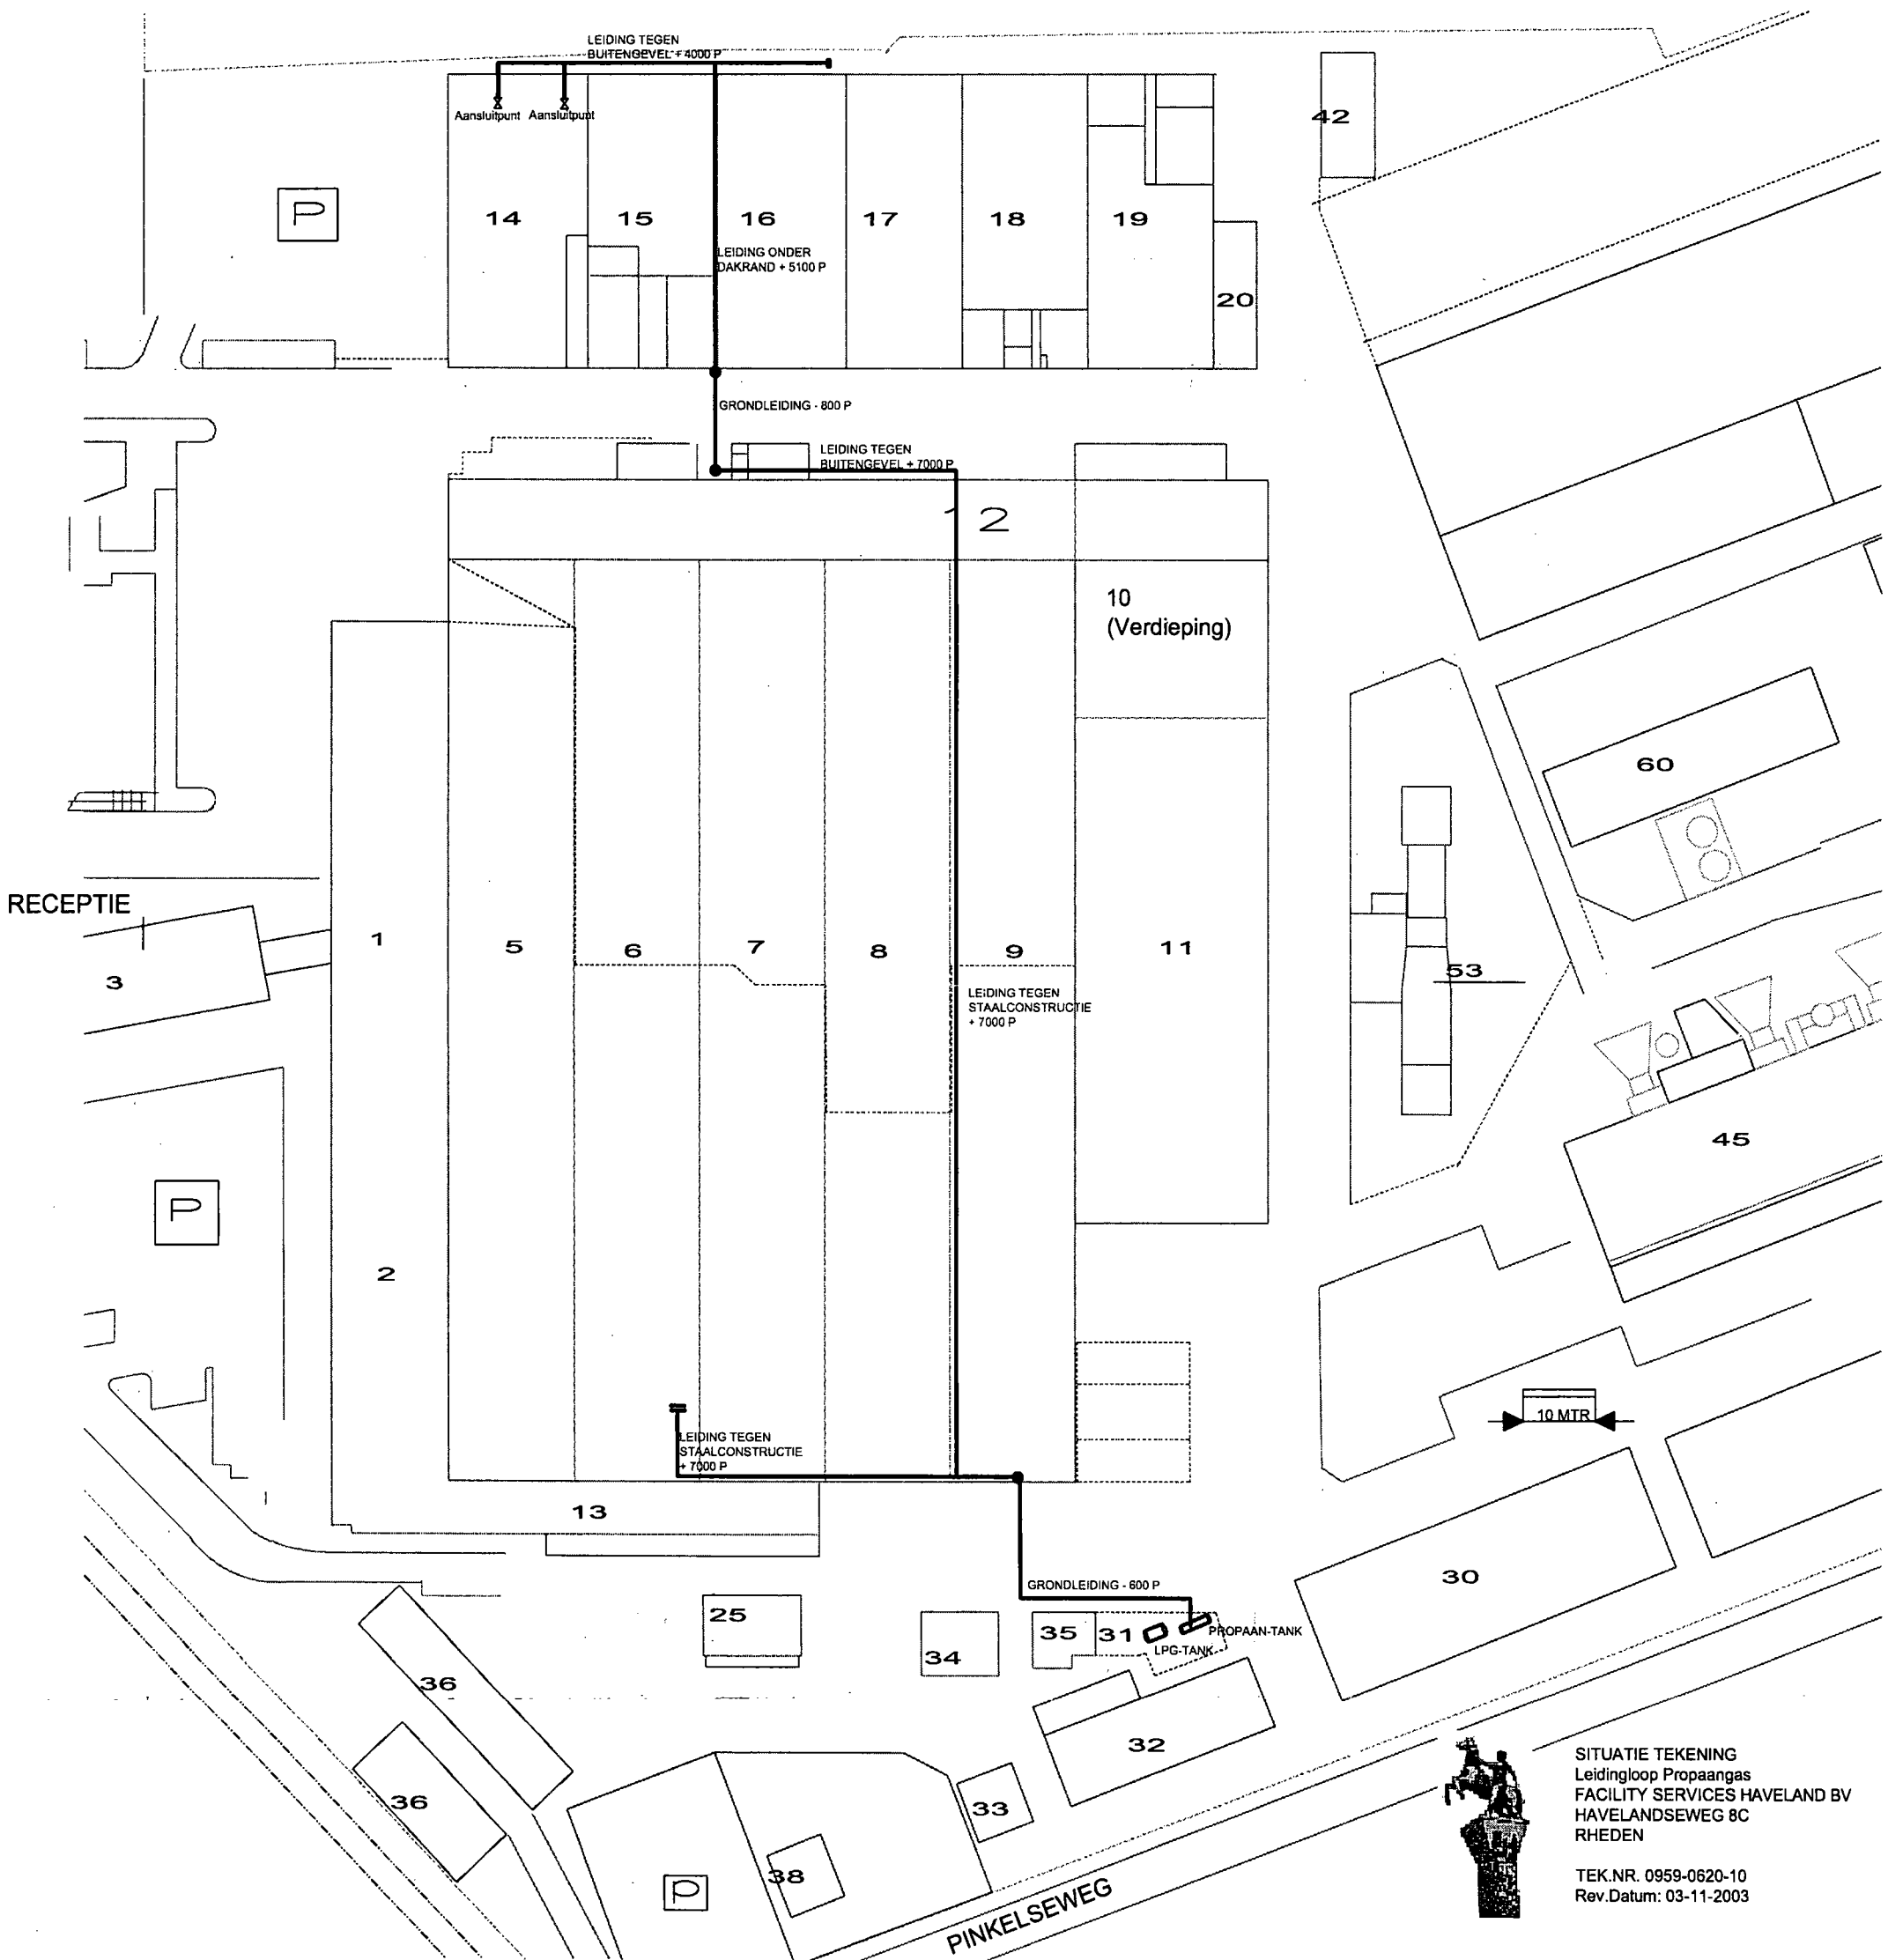 LEIDING TEGEN
BUITENGEVEL + 4000 P
Aansluitpunt
Aansluitpunt
42
P
14
15
16
17
18
19
LEIDING ONDER
DAKRAND + 5100 P
20
GRONDLEIDING - 800 P
LEIDING TEGEN
BUITENGEVEL + 7000 P
12
10
(Verdieping)
60
RECEPTIE
1
3
5
6
7
8
9
11
53
LEIDING TEGEN
STAALCONSTRUCTIE
+ 7000 P
45
P
2
10 MTR
LEIDING TEGEN
STAALCONSTRUCTIE
+ 7000 P
13
30
GRONDLEIDING - 600 P
25
34
35
31
PROPAAN-TANK
LPG-TANK
36
32
36
33
38
P
PINKELSEWEG
SITUATIE TEKENING
Leidingloop Propaangas
FACILITY SERVICES HAVELAND BV
HAVELANDSEWEG 8C
RHEDEN
TEK.NR. 0959-0620-10
Rev.Datum: 03-11-2003